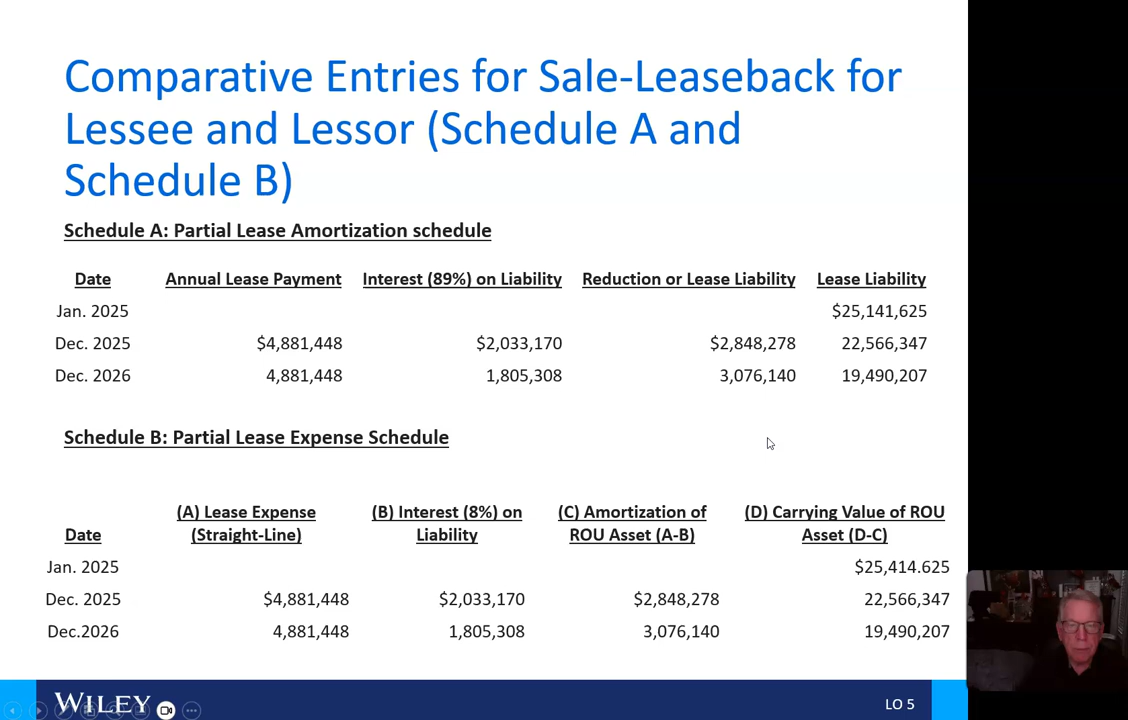 Comparative Entries for Sale-Leaseback for
Lessee and Lessor (Schedule A and
Schedule B)
Schedule A: Partial Lease Amortization schedule
Date Annual Lease Payment Interest (89%) on Liability Reduction or Lease Liability Lease Liability
Jan. 2025 $25,141,625
Dec. 2025 $4,881,448 $2,033,170 $2,848,278 22,566,347
Dec. 2026 4,881,448 1,805,308 3,076,140 19,490,207
Schedule B: Partial Lease Expense Schedule
(A) Lease Expense (B) Interest (8%) on (C) Amortization of (D) Carrying Value of ROU
Date (Straight-Line) Liability ROU Asset (A-B) Asset (D-C)
Jan. 2025 $25,414.625
Dec. 2025 $4,881,448 $2,033,170 $2,848,278 22,566,347
Dec.2026 4,881,448 1,805,308 3,076,140 19,490,207
WILEY LO 5